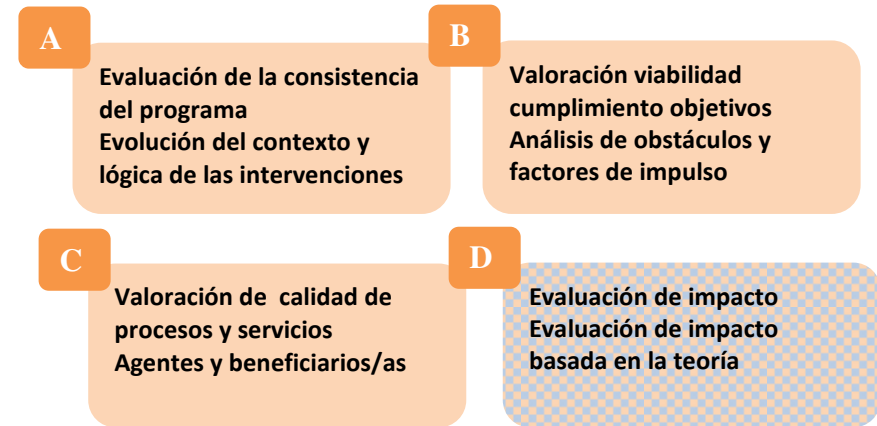 A
Evaluación de la consistencia
del programa
Evolución del contexto y
lógica de las intervenciones
B
Valoración viabilidad
cumplimiento objetivos
Análisis de obstáculos y
factores de impulso
C
Valoración de calidad de
procesos y servicios
Agentes y beneficiarios/as
D
Evaluación de impacto
Evaluación de impacto
basada en la teoría